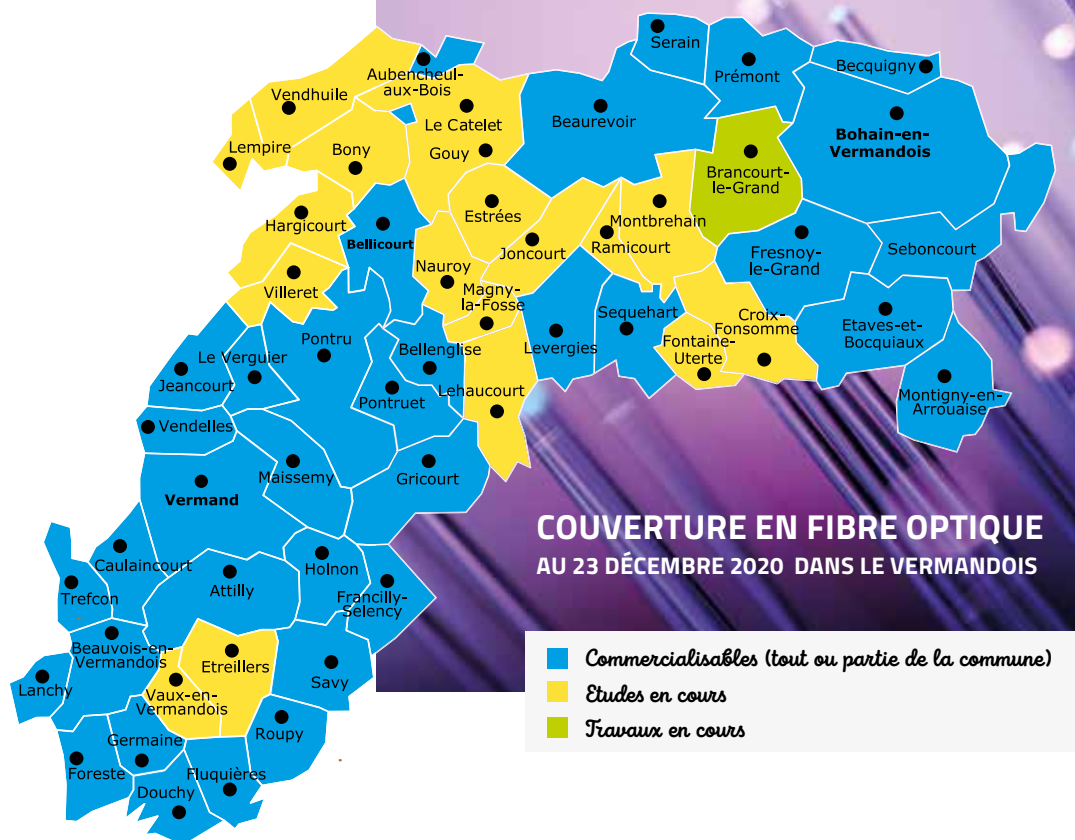 Serain
Prémont
Becquigny
Aubencheul-
aux-Bois
Vendhuile
Le Catelet
Beaurevoir
Bohain-en-
Vermandois
Lempire
Bony
Gouy
Brancourt-
le-Grand
Hargicourt
Bellicourt
Estrées
Montbrehain
Joncourt
Ramicourt
Fresnoy-
le-Grand
Seboncourt
Villeret
Nauroy
Magny-
la-Fosse
Sequehart
Croix-
Fonsomme
Etaves-et-
Bocquiaux
Le Verguier
Pontru
Bellenglise
Levergies
Fontaine-
Uterte
Jeancourt
Pontruet
Lehaucourt
Montigny-en-
Arrouaise
Vendelles
Maissemy
Gricourt
Vermand
COUVERTURE EN FIBRE OPTIQUE
AU 23 DÉCEMBRE 2020 DANS LE VERMANDOIS
Caulaincourt
Holnon
Trefcon
Attilly
Francilly-
Selency
Beauvois-en-
Vermandois
Etreillers
Lanchy
Vaux-en-
Vermandois
Savy
Germaine
Roupy
Foreste
Fluquières
Douchy
Commercialisables (tout ou partie de la commune)
Etudes en cours
Travaux en cours